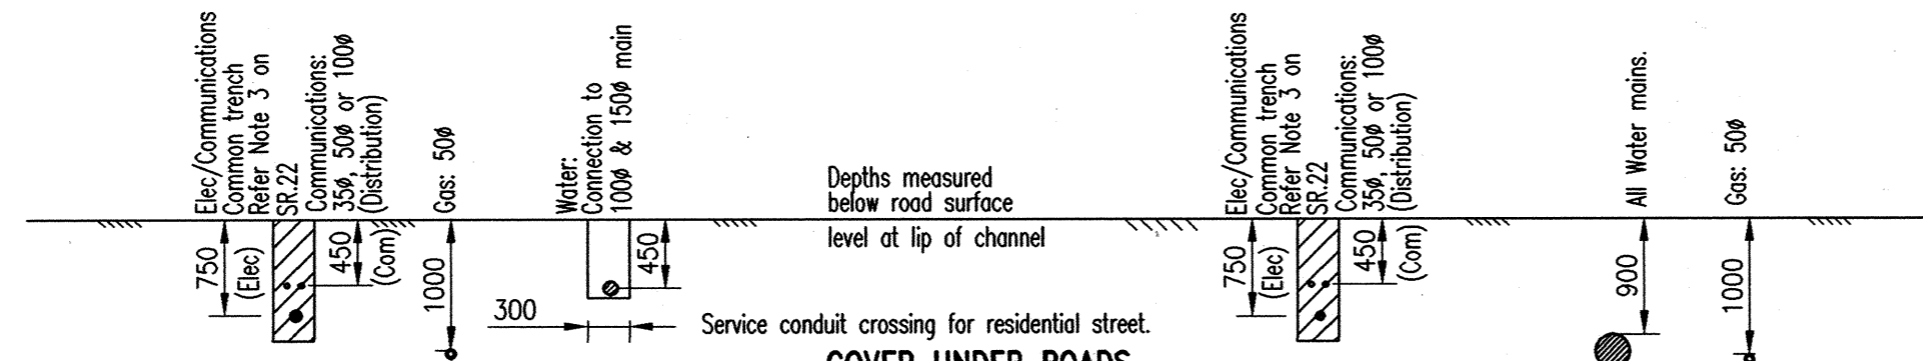 Elec/Communications
Common trench
Refer Note 3 on
SR.22
Communications:
35ø, 50ø or 100ø
(Distribution)
Gas: 50ø
Water:
Connection to
100ø & 150ø main
Depths measured
below road surface
level at lip of channel
Elec/Communications
Common trench
Refer Note 3 on
SR.22
Communications:
35ø, 50ø or 100ø
(Distribution)
All Water mains.
Gas: 50ø
750
(Elec)
450
(Com)
1000
450
300
750
(Elec)
450
(Com)
900
1000
Service conduit crossing for residential street.
COVER UNDER ROADS